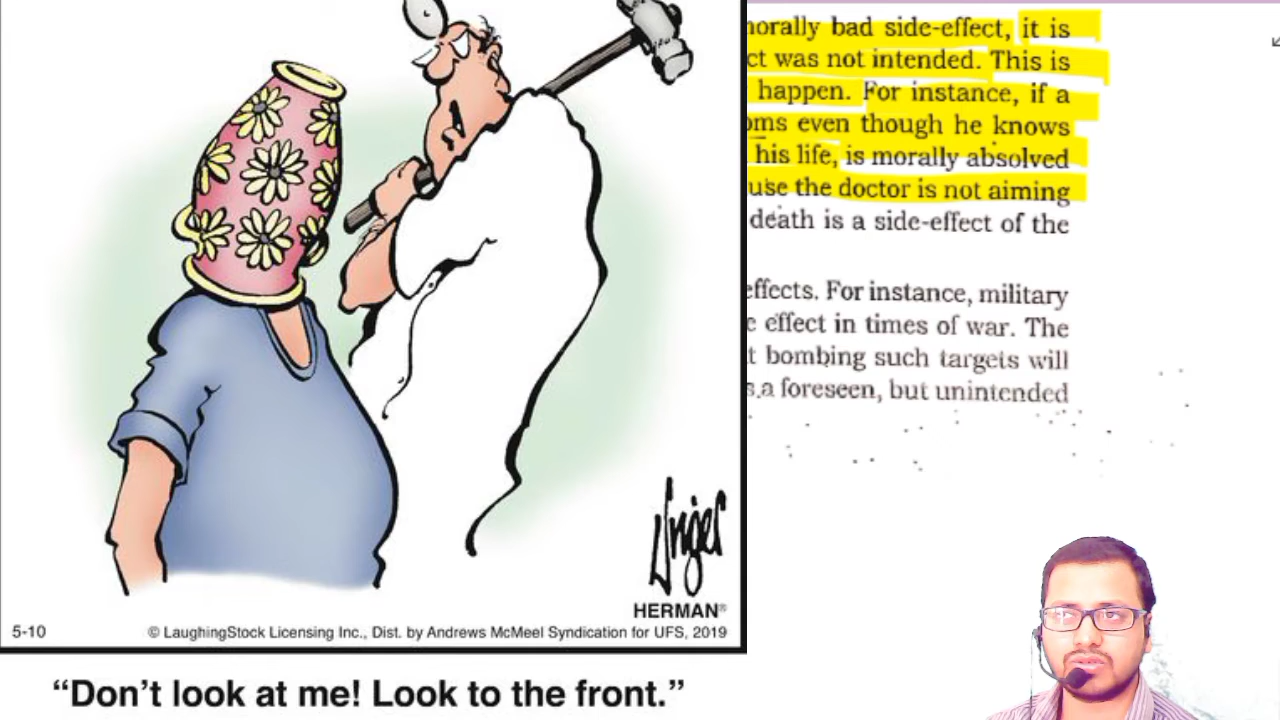 Unger
HERMAN®
5-10
© LaughingStock Licensing Inc., Dist. by Andrews McMeel Syndication for UFS, 2019
“Don’t look at me! Look to the front.”
morally bad side-effect, it is
was not intended. This is
happen. For instance, if a
even though he knows
his life, is morally absolved
the doctor is not aiming
death is a side-effect of the
effects. For instance, military
effect in times of war. The
bombing such targets will
a foreseen, but unintended